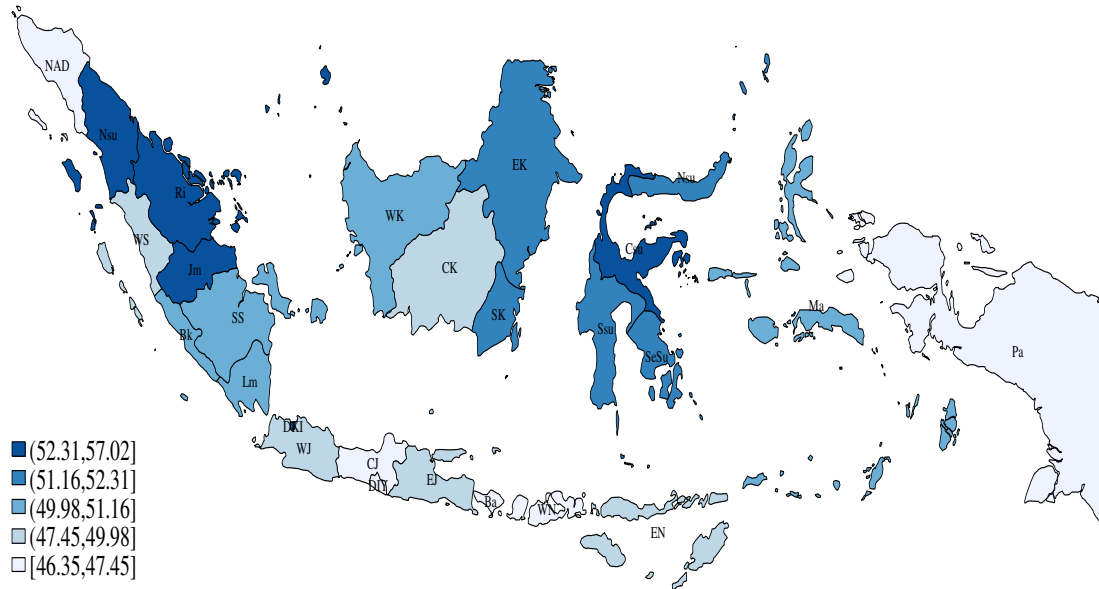 NAD
Nsu
Ri
WS
Jm
SS
Bk
Lm
WK
EK
CK
SK
Nsu
Csu
Ssu
SeSu
Ma
Pa
DKI
WJ
CJ
DIY
EJ
Ba
WN
EN
(52.31,57.02]
(51.16,52.31]
(49.98,51.16]
(47.45,49.98]
[46.35,47.45]